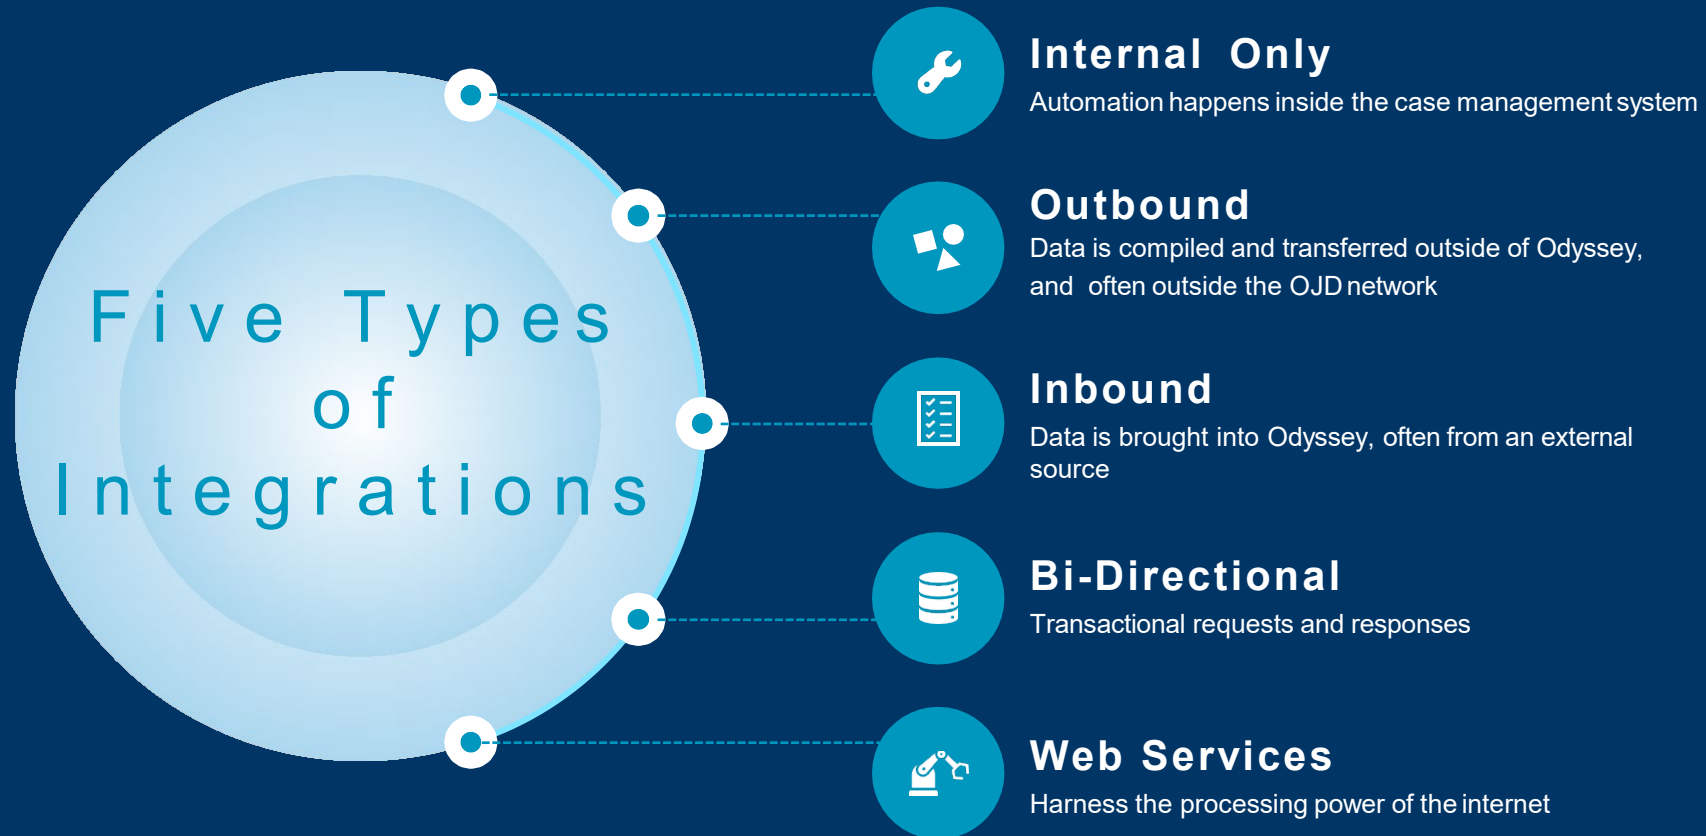 Five Types
of
Integrations
Internal Only
Automation happens inside the case management system
Outbound
Data is compiled and transferred outside of Odyssey,
and often outside the OJD network
Inbound
Data is brought into Odyssey, often from an external
source
Bi-Directional
Transactional requests and responses
Web Services
Harness the processing power of the internet